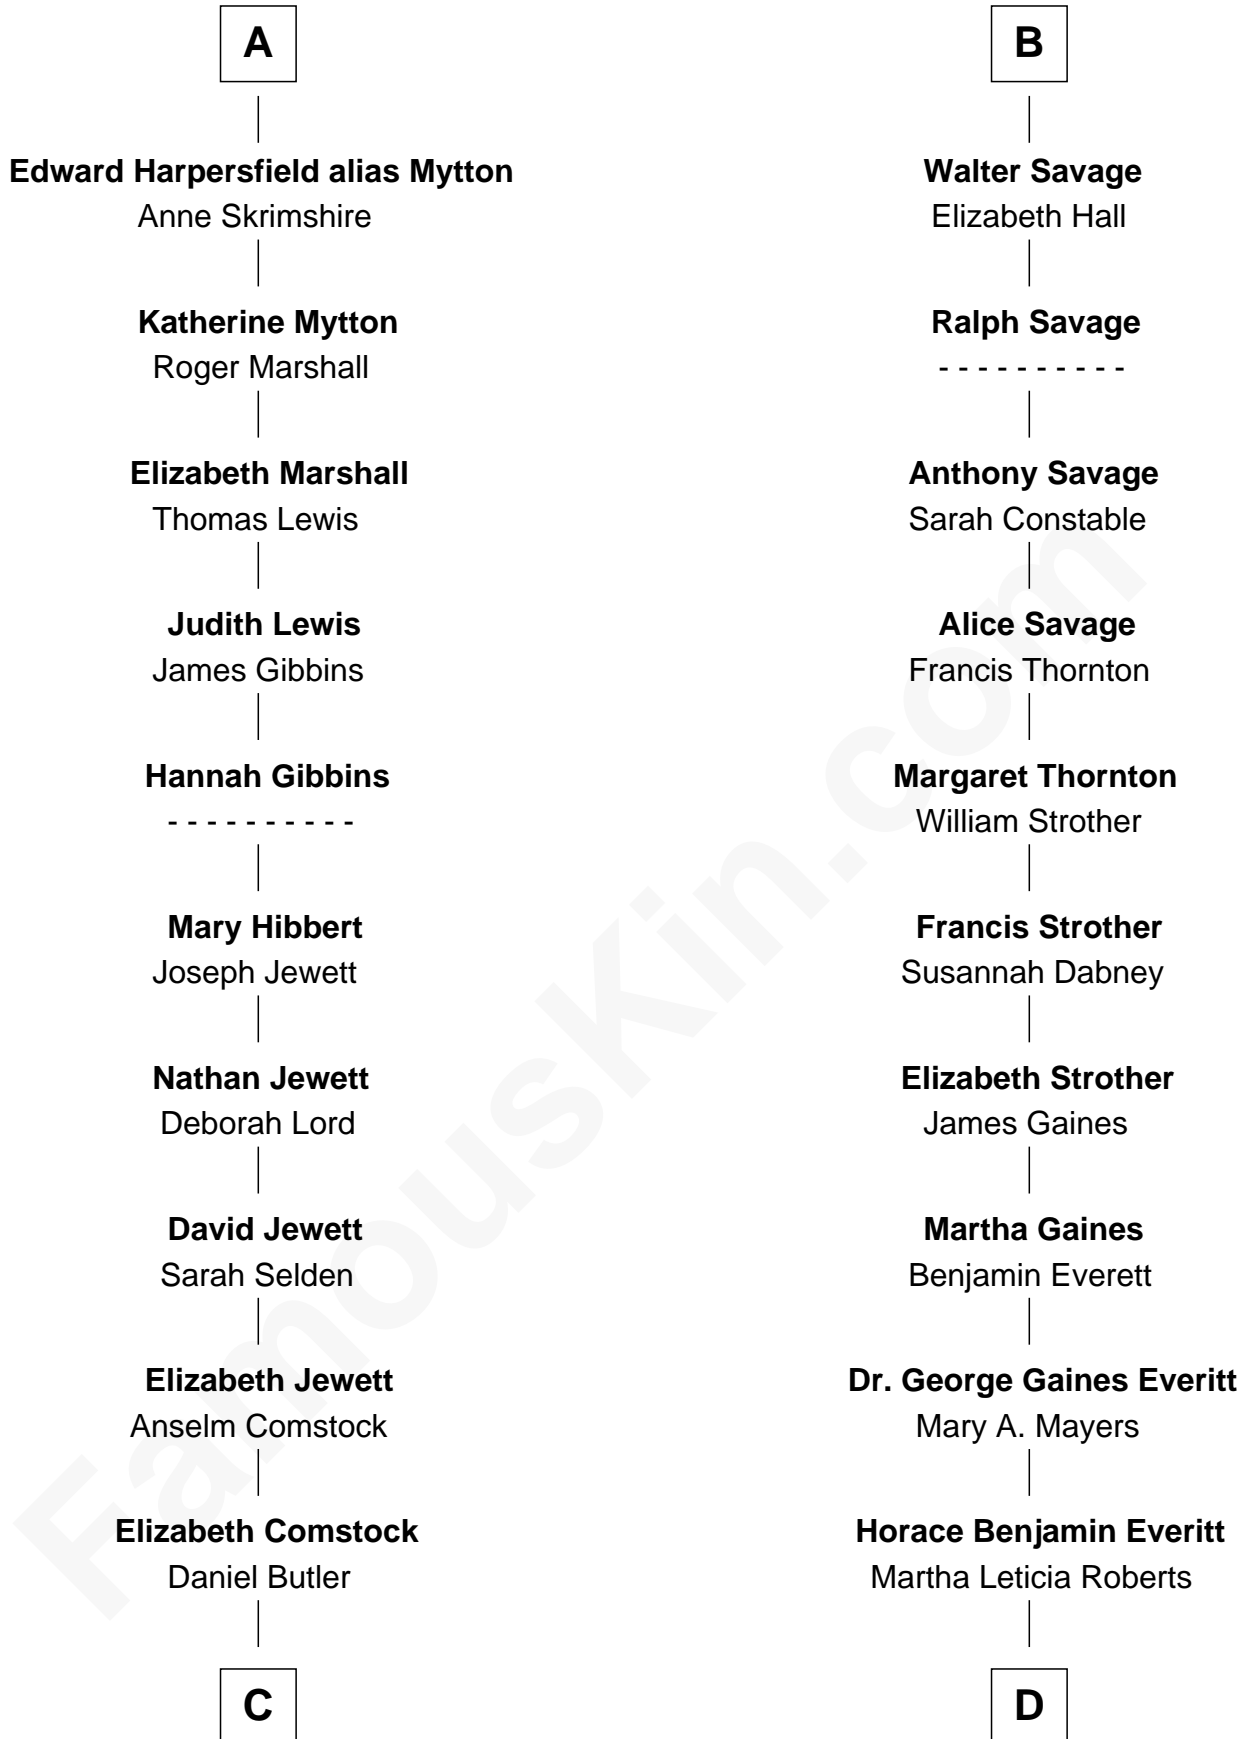 A
Edward Harpersfield alias Mytton
Anne Skrimshire
Katherine Mytton
Roger Marshall
Elizabeth Marshall
Thomas Lewis
Judith Lewis
James Gibbins
Hannah Gibbins
- - - - - - - - - -
Mary Hibbert
Joseph Jewett
Nathan Jewett
Deborah Lord
David Jewett
Sarah Selden
Elizabeth Jewett
Anselm Comstock
Elizabeth Comstock
Daniel Butler
C
B
Walter Savage
Elizabeth Hall
Ralph Savage
- - - - - - - - - -
Anthony Savage
Sarah Constable
Alice Savage
Francis Thornton
Margaret Thornton
William Strother
Francis Strother
Susannah Dabney
Elizabeth Strother
James Gaines
Martha Gaines
Benjamin Everett
Dr. George Gaines Everitt
Mary A. Mayers
Horace Benjamin Everitt
Martha Leticia Roberts
D
FamousKin.com